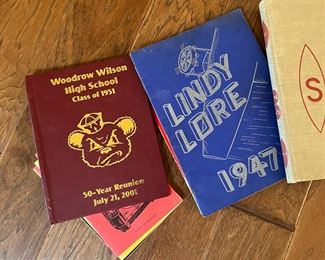 Woodrow Wilson
High School
Class of 1951
50-Year Reunion
July 21, 2001
LINDY
LORE
1947
S